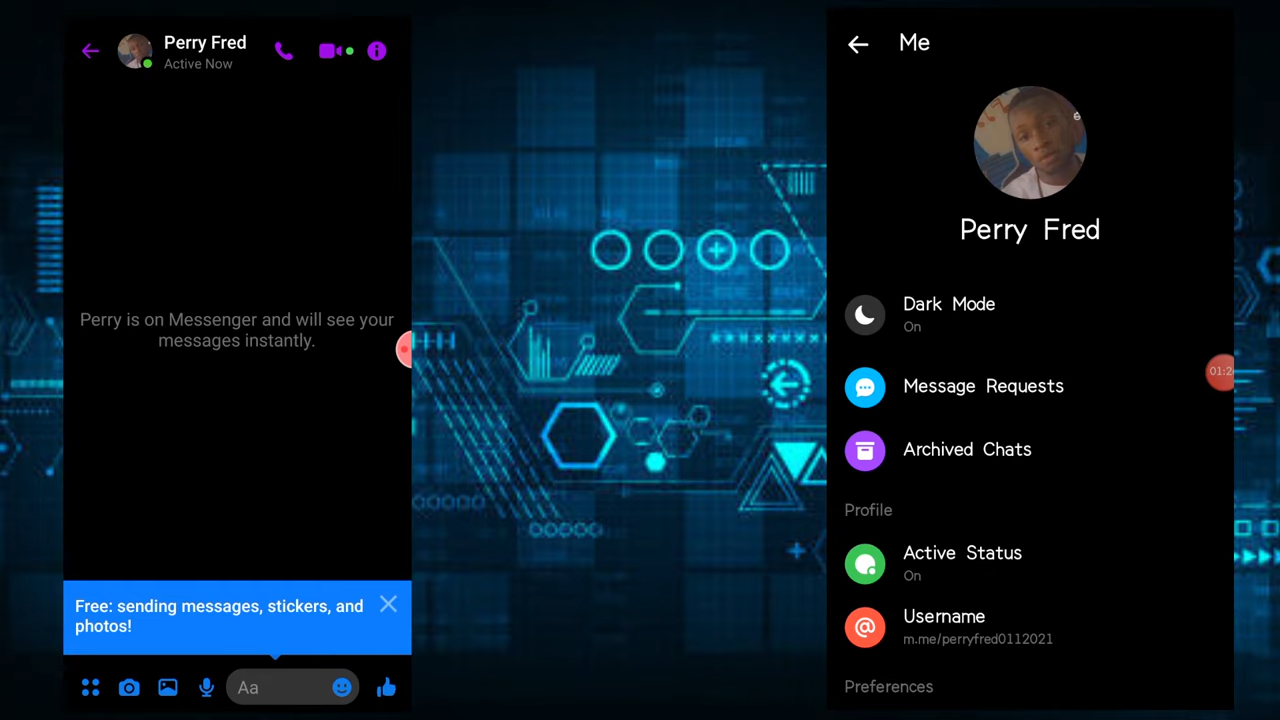 Perry Fred
Active Now
Perry is on Messenger and will see your
messages instantly.
Free: sending messages, stickers, and
photos!
Aa
Me
Perry Fred
Dark Mode
On
Message Requests
Archived Chats
Profile
Active Status
On
Username
m.me/perryfred0112021
Preferences